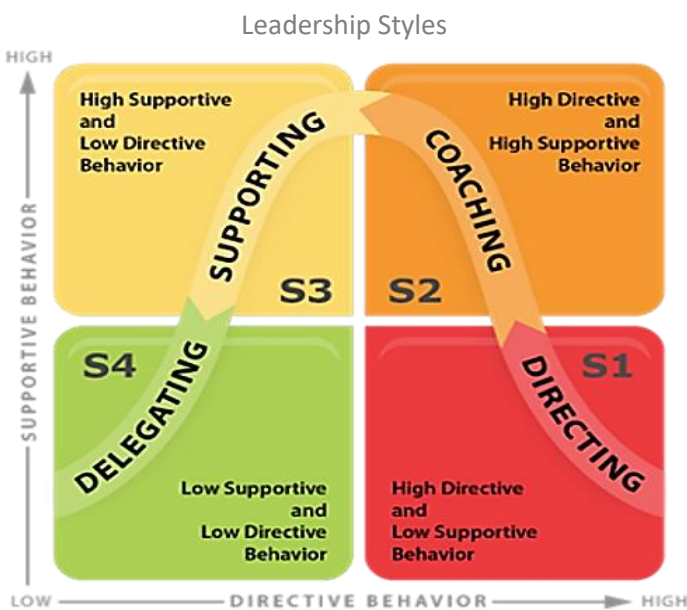 Leadership Styles
HIGH
High Supportive
and
Low Directive
Behavior
SUPPORTING
S3
High Directive
and
High Supportive
Behavior
COACHING
S2
SUPPORTIVE BEHAVIOR
S4
DELEGATING
Low Supportive
and
Low Directive
Behavior
S1
DIRECTING
High Directive
and
Low Supportive
Behavior
LOW
DIRECTIVE BEHAVIOR
HIGH